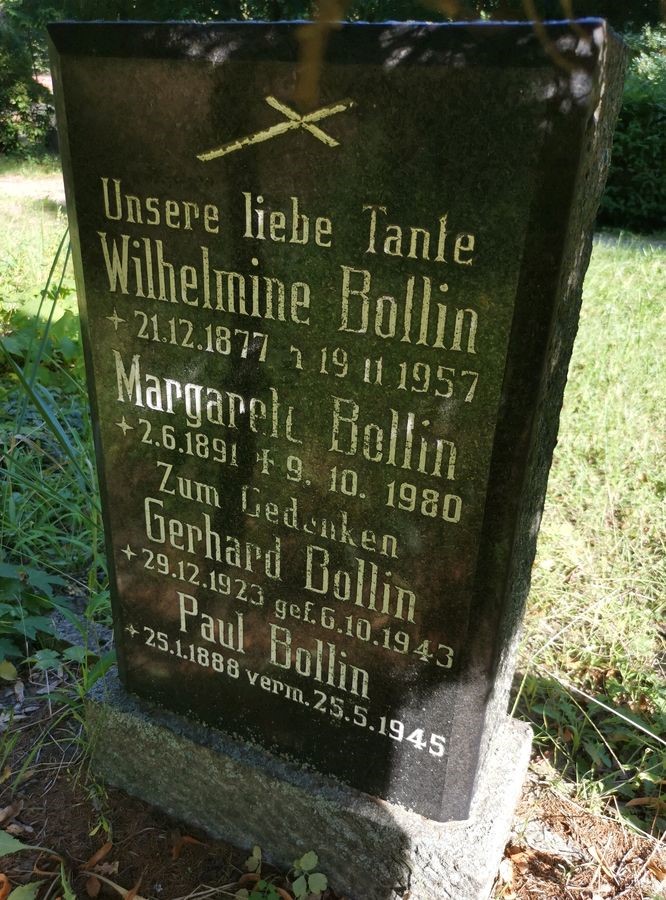 Unsere liebe Tante
Wilhelmine Bollin
* 21.12.1877 † 19.11.1957
Margarete Bollin
* 2.6.1891 † 9. 10. 1980
Zum Gedenken
Gerhard Bollin
* 29.12.1923 gef. 6.10.1943
Paul Bollin
* 25.1.1888 verm. 25.5.1945